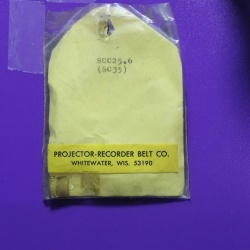 SCC25.6
(SC35)
PROJECTOR-RECORDER BELT CO.
WHITEWATER, WIS. 53190